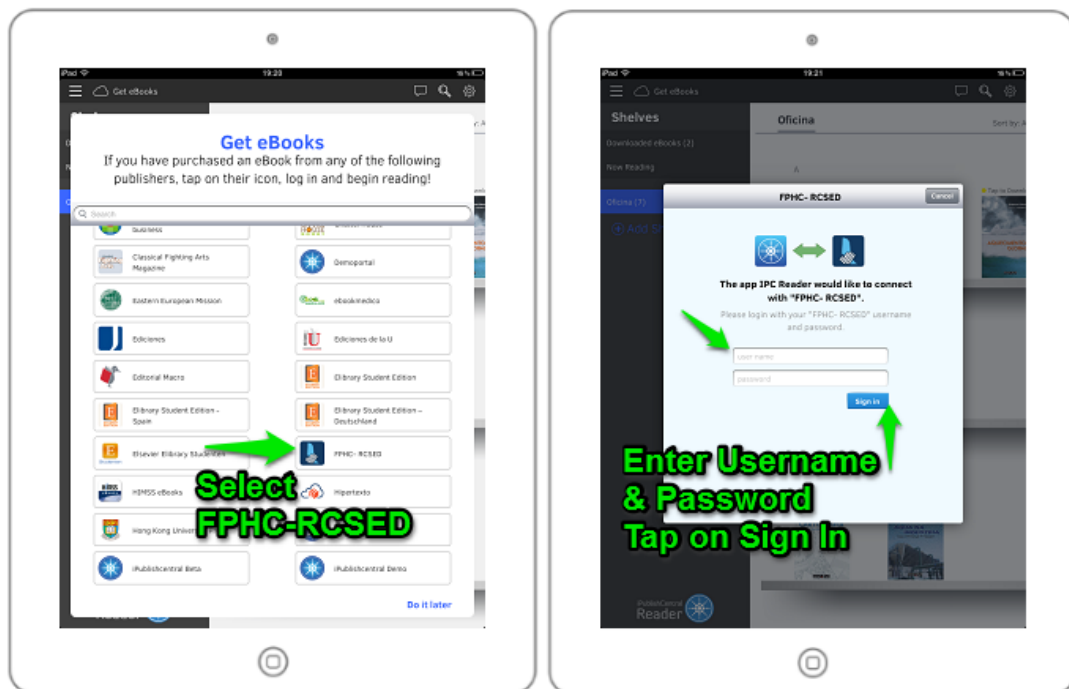 iPad 19:20 18%
Get eBooks
Get eBooks
If you have purchased an eBook from any of the following
publishers, tap on their icon, log in and begin reading!
Search
Business
Classical Fighting Arts
Magazine
Demoportal
Eastern European Mission
ebookmedica
Ediciones
Ediciones de la U
Editorial Macro
Elibrary Student Edition
Elibrary Student Edition -
Spain
Elibrary Student Edition –
Deutschland
Elsevier Elibrary Studenten
FPHC- RCSED
Select
FPHC-RCSED
HIMSS eBooks
Hipertexto
Hong Kong Univers
iPublishcentral Beta
iPublishcentral Demo
Do it later
Reader
iPad 19:21 18%
Get eBooks
Shelves
Oficina
Sort by: A
Downloaded eBooks (2)
Now Reading
A
Oficina (7)
Add S
FPHC- RCSED
Cancel
The app IPC Reader would like to connect
with "FPHC- RCSED".
Please login with your "FPHC- RCSED" username
and password.
user name
password
Sign in
Enter Username
& Password
Tap on Sign In
iPublishCentral
Reader